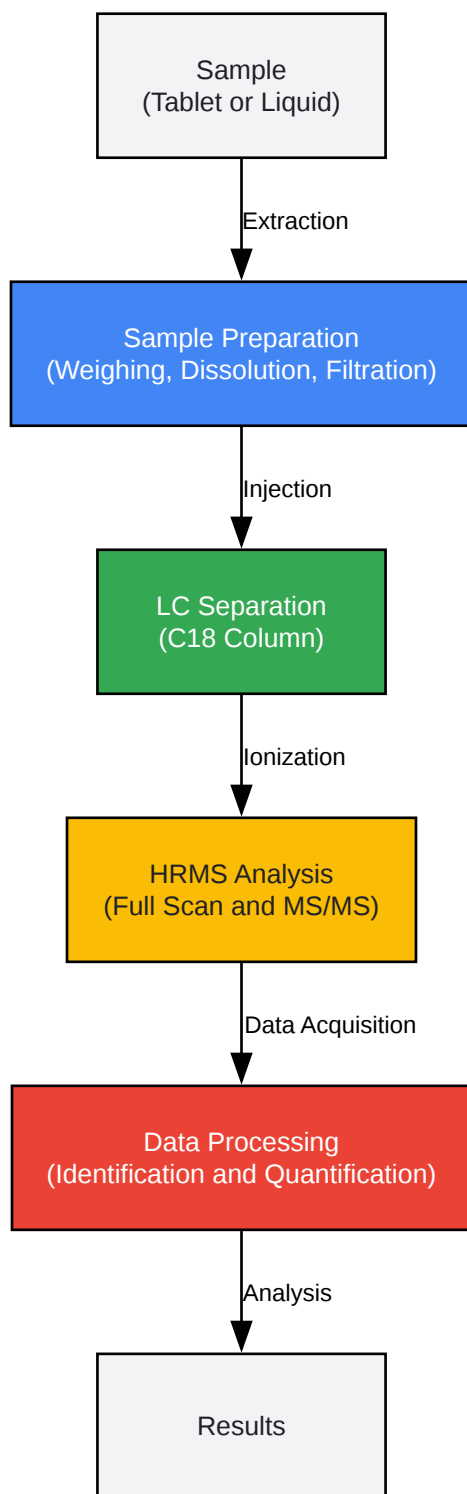 Sample
(Tablet or Liquid)
Extraction
Sample Preparation
(Weighing, Dissolution, Filtration)
Injection
LC Separation
(C18 Column)
Ionization
HRMS Analysis
(Full Scan and MS/MS)
Data Acquisition
Data Processing
(Identification and Quantification)
Analysis
Results